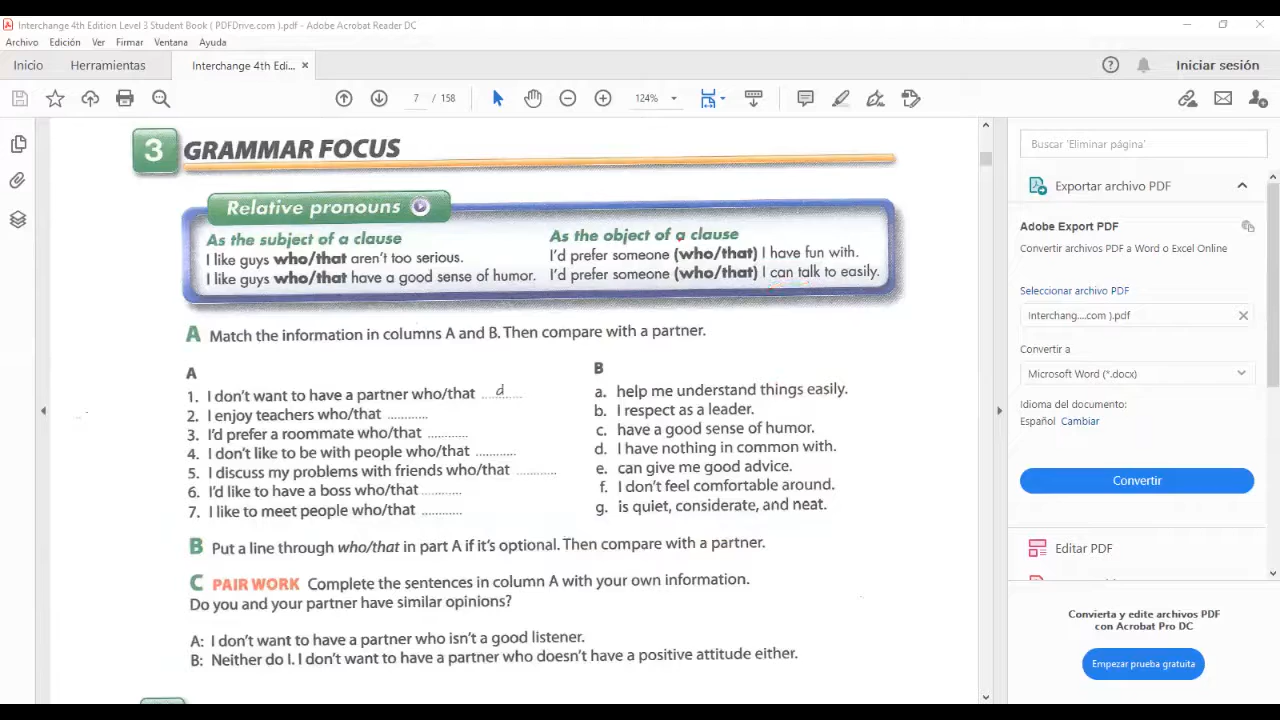 Interchange 4th Edition Level 3 Student Book ( PDFDrive.com ).pdf - Adobe Acrobat Reader DC
Archivo Edición Ver Firmar Ventana Ayuda
Inicio Herramientas Interchange 4th Edi... × Iniciar sesión
7 / 158 124%
3 GRAMMAR FOCUS
Relative pronouns
As the subject of a clause
I like guys who/that aren't too serious.
I like guys who/that have a good sense of humor.
As the object of a clause
I'd prefer someone (who/that) I have fun with.
I'd prefer someone (who/that) I can talk to easily.
A Match the information in columns A and B. Then compare with a partner.
A
1. I don't want to have a partner who/that ...d...
2. I enjoy teachers who/that ...........
3. I'd prefer a roommate who/that ...........
4. I don't like to be with people who/that ...........
5. I discuss my problems with friends who/that ...........
6. I'd like to have a boss who/that ...........
7. I like to meet people who/that ...........
B
a. help me understand things easily.
b. I respect as a leader.
c. have a good sense of humor.
d. I have nothing in common with.
e. can give me good advice.
f. I don't feel comfortable around.
g. is quiet, considerate, and neat.
B Put a line through who/that in part A if it's optional. Then compare with a partner.
C PAIR WORK Complete the sentences in column A with your own information.
Do you and your partner have similar opinions?
A: I don't want to have a partner who isn't a good listener.
B: Neither do I. I don't want to have a partner who doesn't have a positive attitude either.
Buscar 'Eliminar página'
Exportar archivo PDF
Adobe Export PDF
Convertir archivos PDF a Word o Excel Online
Seleccionar archivo PDF
Interchang....com ).pdf
Convertir a
Microsoft Word (*.docx)
Idioma del documento:
Español Cambiar
Convertir
Editar PDF
Convierta y edite archivos PDF
con Acrobat Pro DC
Empezar prueba gratuita